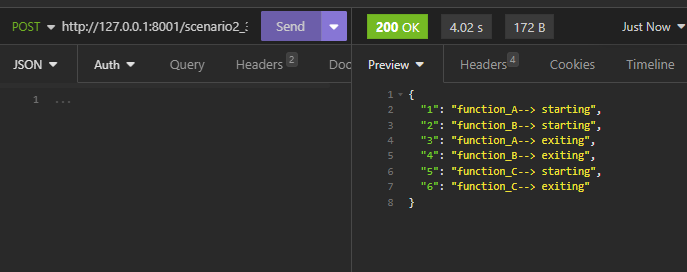 POST http://127.0.0.1:8001/scenario2_ Send
200 OK 4.02 s 172 B Just Now
JSON Auth Query Headers 2 Doc
Preview Headers 4 Cookies Timeline
1 ...
1 {
2 "1": "function_A--> starting",
3 "2": "function_B--> starting",
4 "3": "function_A--> exiting",
5 "4": "function_B--> exiting",
6 "5": "function_C--> starting",
7 "6": "function_C--> exiting"
8 }